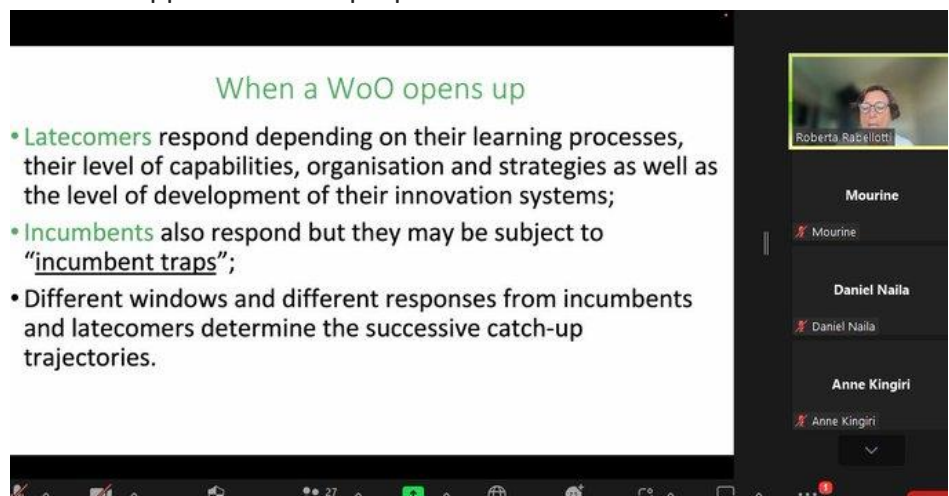 When a WoO opens up
• Latecomers respond depending on their learning processes,
their level of capabilities, organisation and strategies as well as
the level of development of their innovation systems;
• Incumbents also respond but they may be subject to
“incumbent traps”;
• Different windows and different responses from incumbents
and latecomers determine the successive catch-up
trajectories.
Roberta Rabellotti
Mourine
Mourine
Daniel Naila
Daniel Naila
Anne Kingiri
Anne Kingiri
27
1